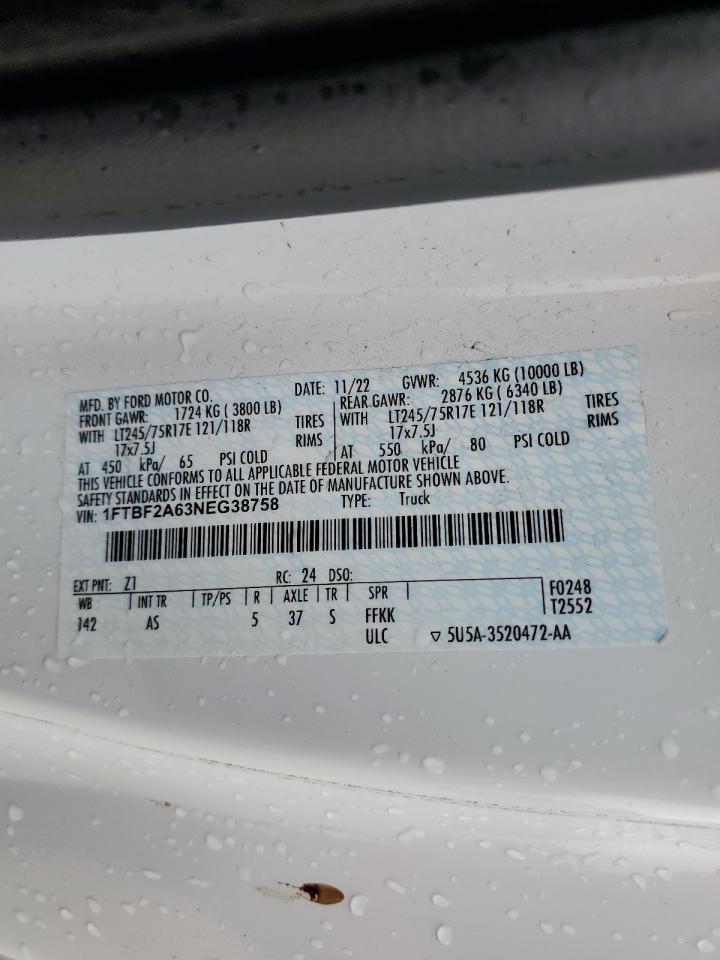 MFD. BY FORD MOTOR CO. DATE: 11/22 GVWR: 4536 KG (10000 LB)
FRONT GAWR: 1724 KG ( 3800 LB) REAR GAWR: 2876 KG ( 6340 LB)
WITH LT245/75R17E 121/118R TIRES WITH LT245/75R17E 121/118R TIRES
17x7.5J RIMS 17x7.5J RIMS
AT 450 kPa/ 65 PSI COLD AT 550 kPa/ 80 PSI COLD
THIS VEHICLE CONFORMS TO ALL APPLICABLE FEDERAL MOTOR VEHICLE
SAFETY STANDARDS IN EFFECT ON THE DATE OF MANUFACTURE SHOWN ABOVE.
VIN: 1FTBF2A63NEG38758 TYPE: Truck
EXT PNT: Z1 RC: 24 DSO:
WB INT TR TP/PS R AXLE TR SPR F0248
142 AS 5 37 S FFKK T2552
ULC ▽ 5U5A-3520472-AA